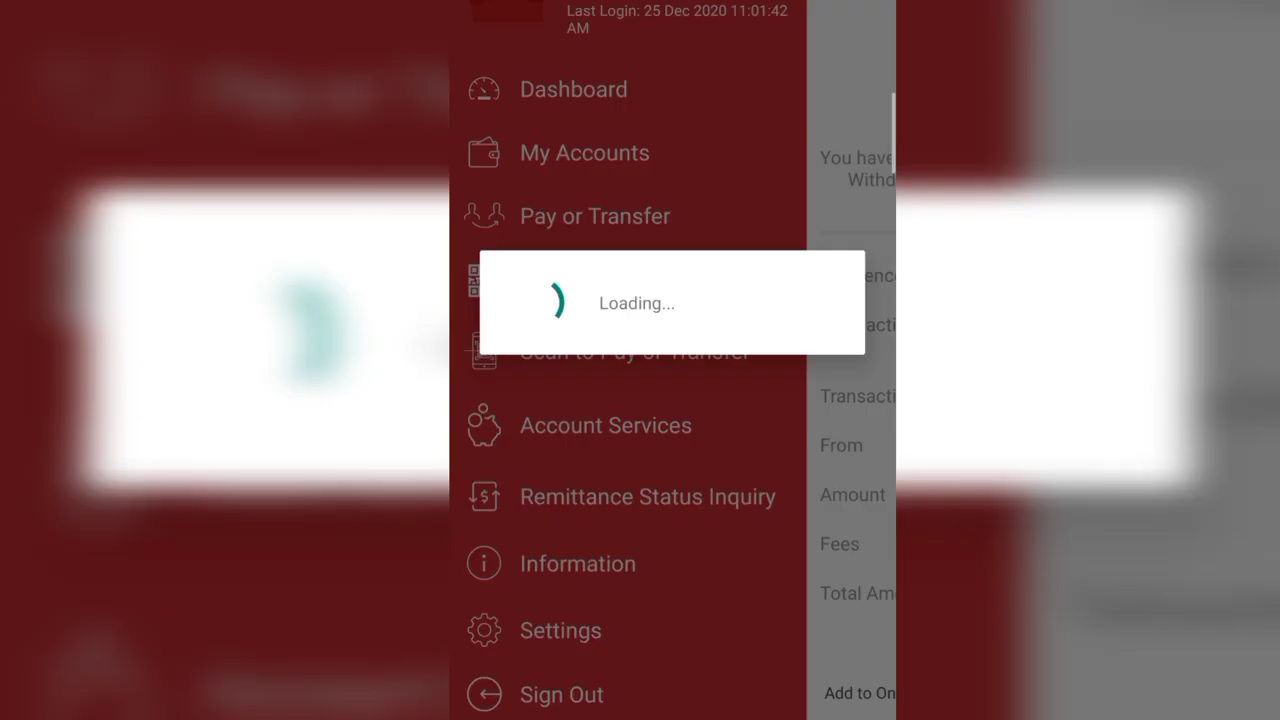 Last Login: 25 Dec 2020 11:01:42
AM
Dashboard
You have
My Accounts
Withd
Pay or Transfer
Loading...
Scan to Pay or Transfer
Transacti
Account Services
From
Amount
Remittance Status Inquiry
Fees
Information
Total Am
Settings
Add to On
Sign Out